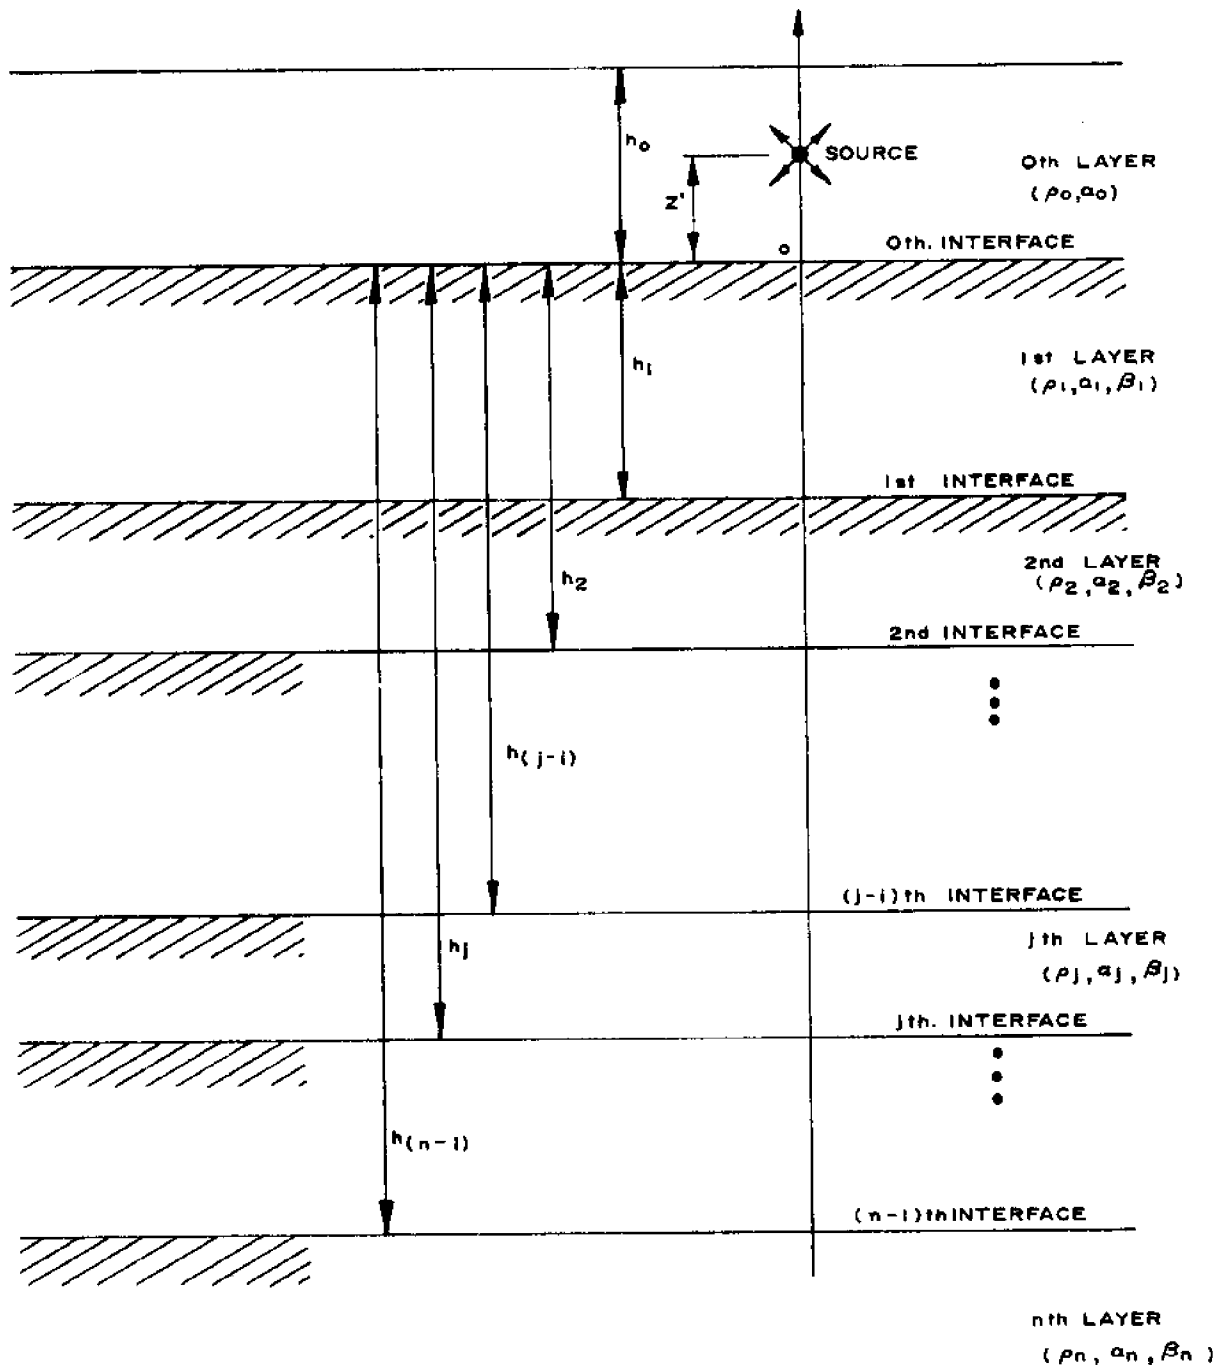 h₀
SOURCE
0th LAYER
(ρ₀,α₀)
z'
o
0th. INTERFACE
1st LAYER
(ρ₁,α₁,β₁)
h₁
1st INTERFACE
2nd LAYER
(ρ₂,α₂,β₂)
h₂
2nd INTERFACE
h(j-i)
(j-i)th INTERFACE
jth LAYER
(ρj,αj,βj)
hj
jth. INTERFACE
h(n-1)
(n-1)th INTERFACE
nth LAYER
(ρn, αn, βn)